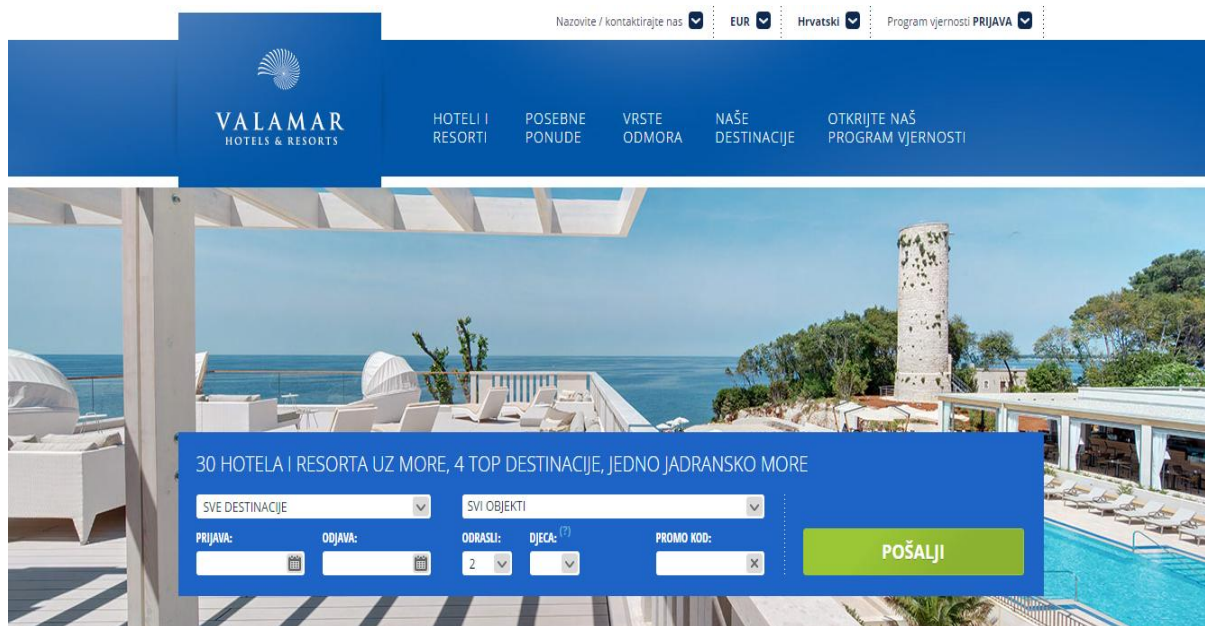 Nazovite / kontaktirajte nas EUR Hrvatski Program vjernosti PRIJAVA
VALAMAR
HOTELS & RESORTS
HOTELI I
RESORTI
POSEBNE
PONUDE
VRSTE
ODMORA
NAŠE
DESTINACIJE
OTKRIJTE NAŠ
PROGRAM VJERNOSTI
30 HOTELA I RESORTA UZ MORE, 4 TOP DESTINACIJE, JEDNO JADRANSKO MORE
SVE DESTINACIJE SVI OBJEKTI
PRIJAVA: ODJAVA: ODRASLI: DJECA: (?) PROMO KOD:
2
POŠALJI